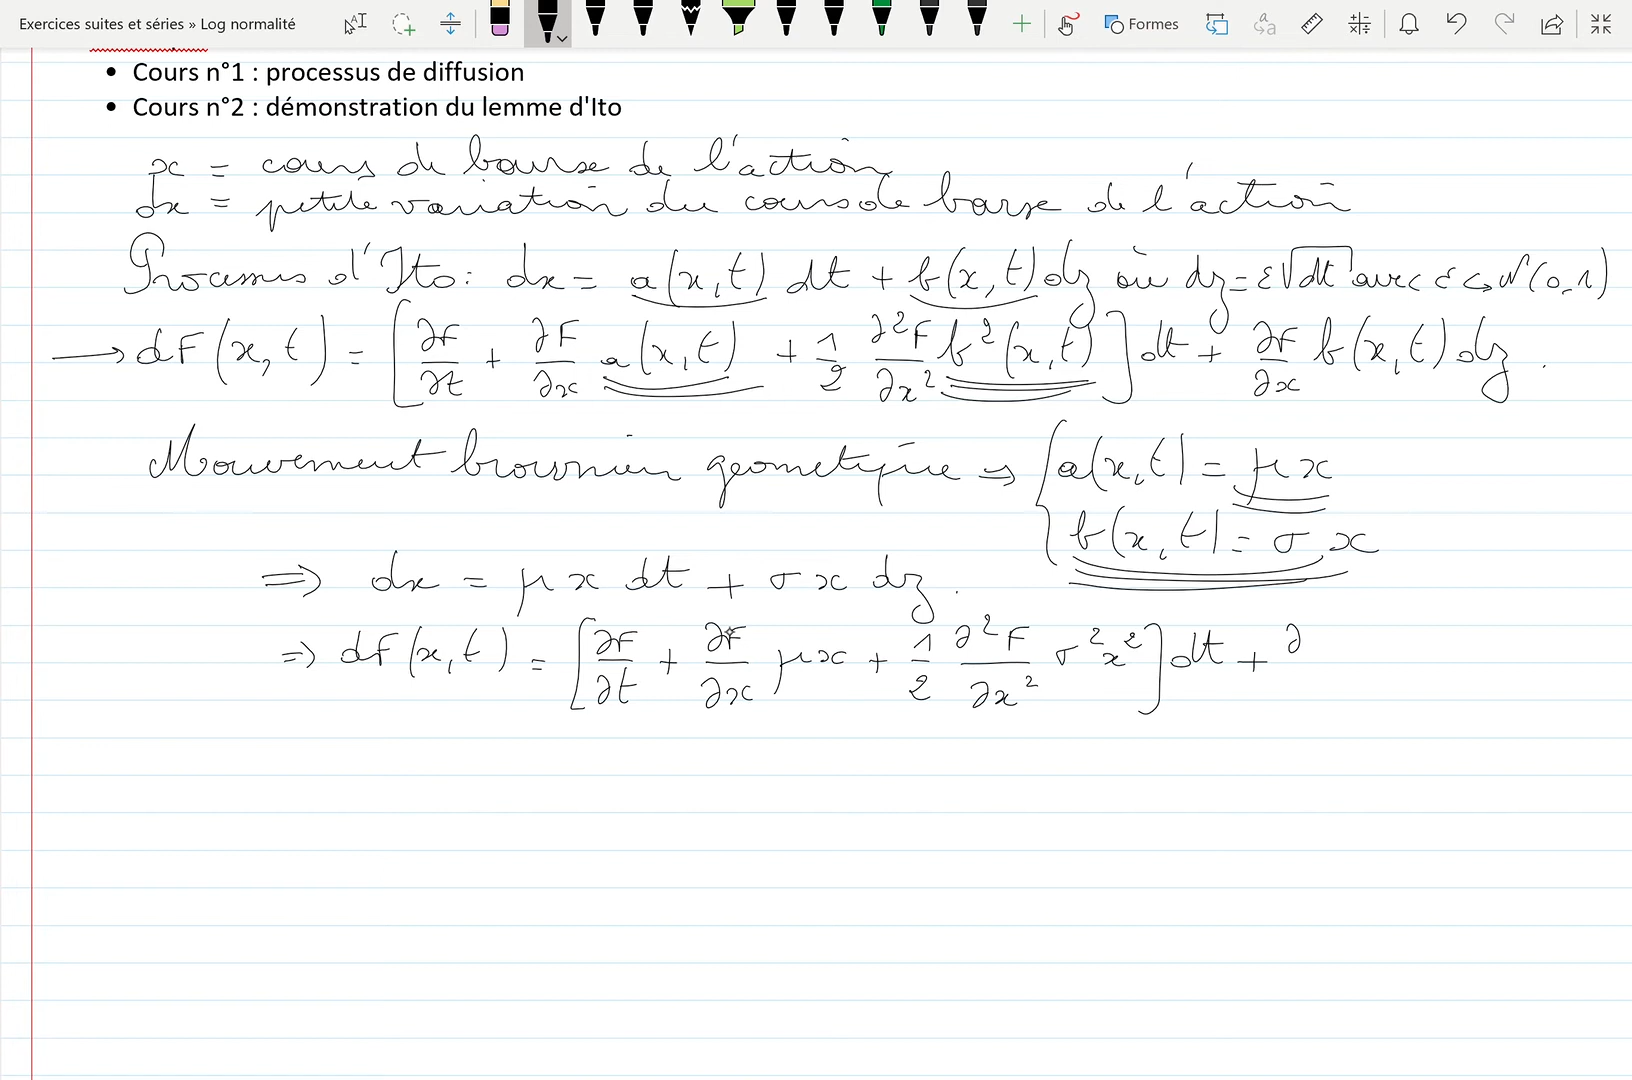 Exercices suites et séries » Log normalité
Formes
• Cours n°1 : processus de diffusion
• Cours n°2 : démonstration du lemme d'Ito
x = cours de bourse de l'action
dx = petite variation du cours de bourse de l'action
Processus d'Ito : dx = a(x,t) dt + b(x,t) dz où dz = ε√dt avec ε ↪ N(0,1)
→ dF(x,t) = [∂F/∂t + ∂F/∂x a(x,t) + 1/2 ∂²F/∂x² b²(x,t)] dt + ∂F/∂x b(x,t) dz.
Mouvement brownien geometrique → { a(x,t) = μx
b(x,t) = σx
⇒ dx = μ x dt + σ x dz.
⇒ dF(x,t) = [∂F/∂t + ∂F/∂x μx + 1/2 ∂²F/∂x² σ²x²] dt + ∂